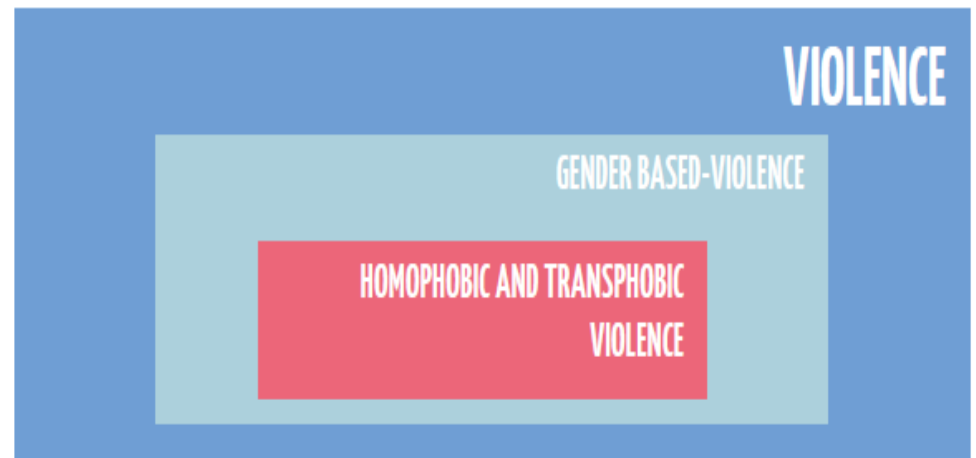 VIOLENCE
GENDER BASED-VIOLENCE
HOMOPHOBIC AND TRANSPHOBIC
VIOLENCE